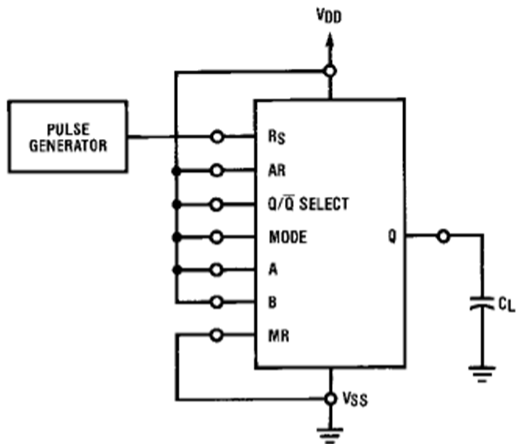 VDD
PULSE
GENERATOR
RS
AR
Q/Q̅ SELECT
MODE
A
B
MR
Q
CL
VSS